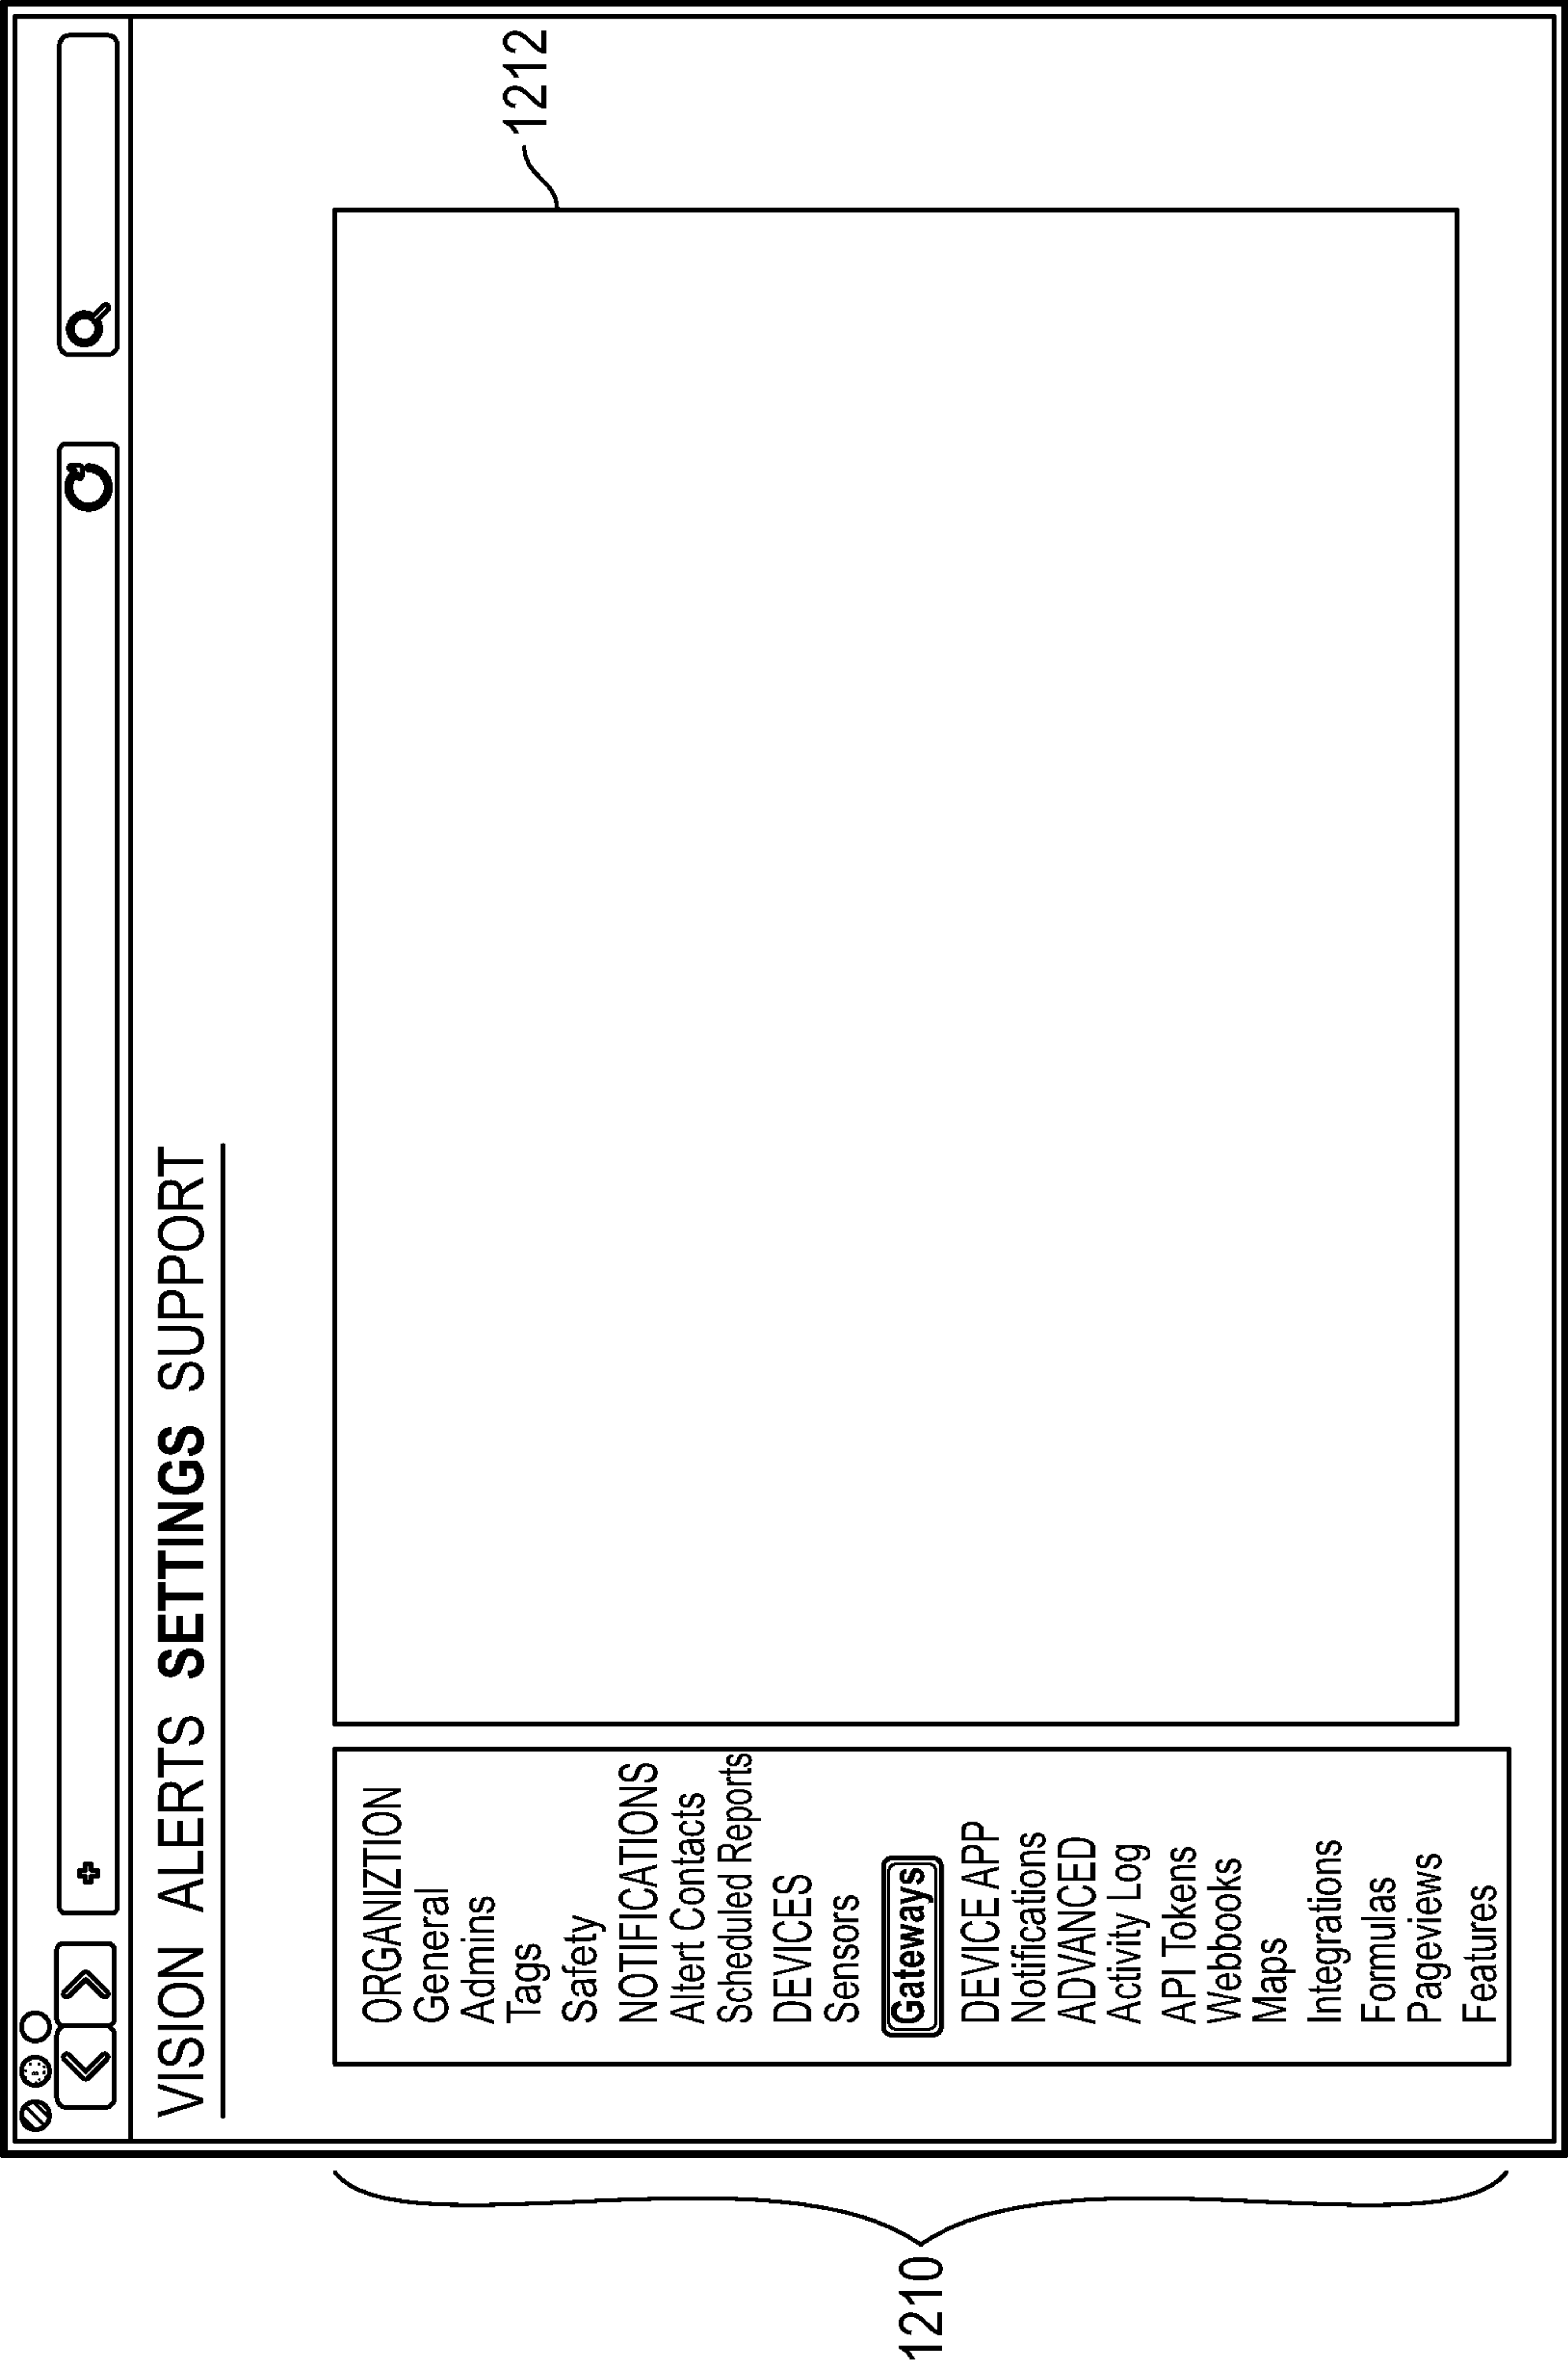 VISION ALERTS SETTINGS SUPPORT
1210
ORGANIZTION
General
Admins
Tags
Safety
NOTIFICATIONS
Altert Contacts
Scheduled Reports
DEVICES
Sensors
Gateways
DEVICE APP
Notifications
ADVANCED
Activity Log
API Tokens
Webbooks
Maps
Integrations
Formulas
Pageviews
Features
1212